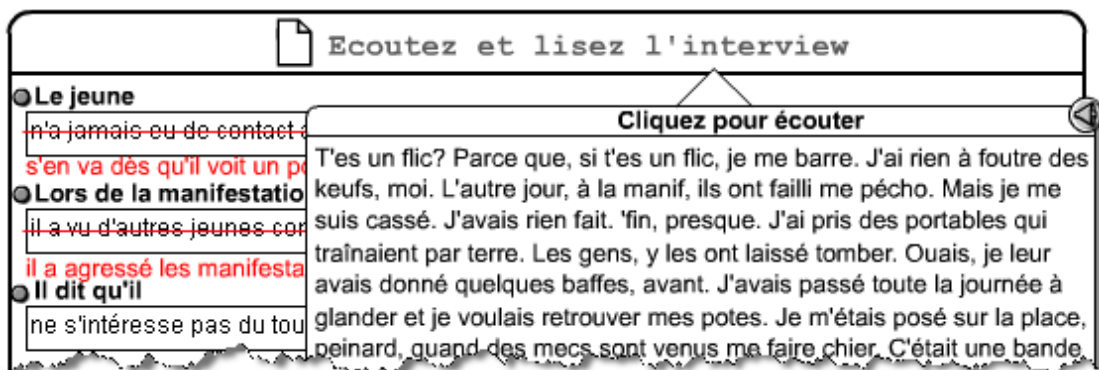 Ecoutez et lisez l'interview
Le jeune
n'a jamais eu de contact
s'en va dès qu'il voit un
Lors de la manifestatio
il a vu d'autres jeunes
il a agressé les manifesta
Il dit qu'il
ne s'intéresse pas du tou
Cliquez pour écouter
T'es un flic? Parce que, si t'es un flic, je me barre. J'ai rien à foutre des
keufs, moi. L'autre jour, à la manif, ils ont failli me pécho. Mais je me
suis cassé. J'avais rien fait. 'fin, presque. J'ai pris des portables qui
traînaient par terre. Les gens, y les ont laissé tomber. Ouais, je leur
avais donné quelques baffes, avant. J'avais passé toute la journée à
glander et je voulais retrouver mes potes. Je m'étais posé sur la place,
peinard, quand des mecs sont venus me faire chier. C'était une bande